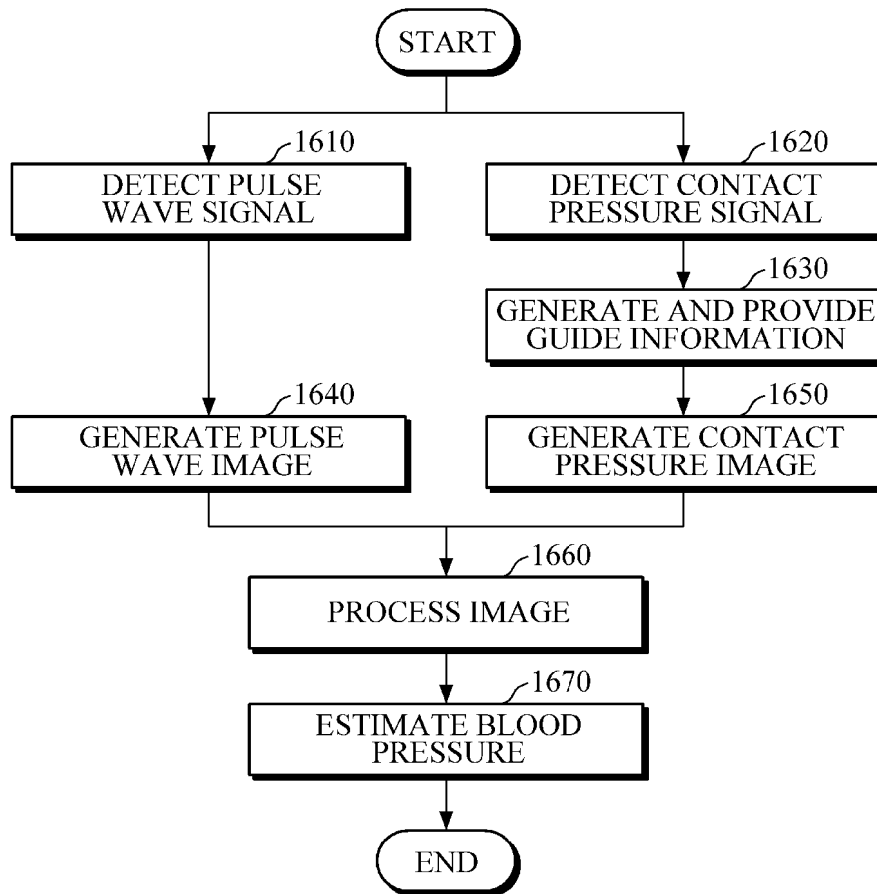 START
1610
DETECT PULSE
WAVE SIGNAL
1620
DETECT CONTACT
PRESSURE SIGNAL
1630
GENERATE AND PROVIDE
GUIDE INFORMATION
1640
GENERATE PULSE
WAVE IMAGE
1650
GENERATE CONTACT
PRESSURE IMAGE
1660
PROCESS IMAGE
1670
ESTIMATE BLOOD
PRESSURE
END